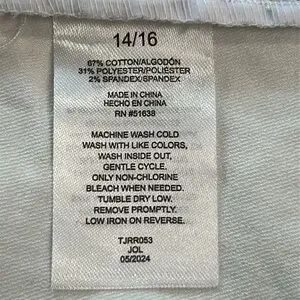 14/16
67% COTTON/ALGODÓN
31% POLYESTER/POLIÉSTER
2% SPANDEX/SPANDEX
MADE IN CHINA
HECHO EN CHINA
RN #51638
MACHINE WASH COLD
WASH WITH LIKE COLORS,
WASH INSIDE OUT,
GENTLE CYCLE.
ONLY NON-CHLORINE
BLEACH WHEN NEEDED.
TUMBLE DRY LOW.
REMOVE PROMPTLY.
LOW IRON ON REVERSE.
TJRR053
JOL
05/2024